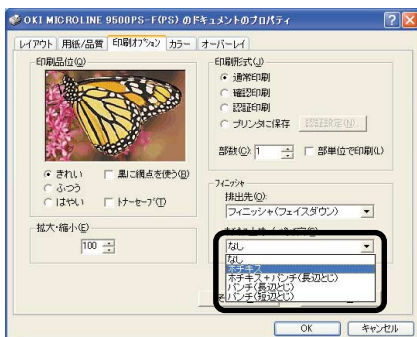 OKI MICROLINE 9500PS-F(PS) のドキュメントのプロパティ
レイアウト 用紙/品質 印刷オプション カラー オーバーレイ
印刷品位(Q)
きれい
ふつう
はやい
黒に網点を使う(B)
トナーセーブ(T)
拡大・縮小(E)
100
印刷形式(J)
通常印刷
確認印刷
認証印刷
プリンタに保存
認証設定(N)...
部数(C): 1
部単位で印刷(L)
フィニッシャ
排出先(O):
フィニッシャ(フェイスダウン)
なし
なし
ホチキス
ホチキス+パンチ(長辺とじ)
パンチ(長辺とじ)
パンチ(短辺とじ)
OK キャンセル